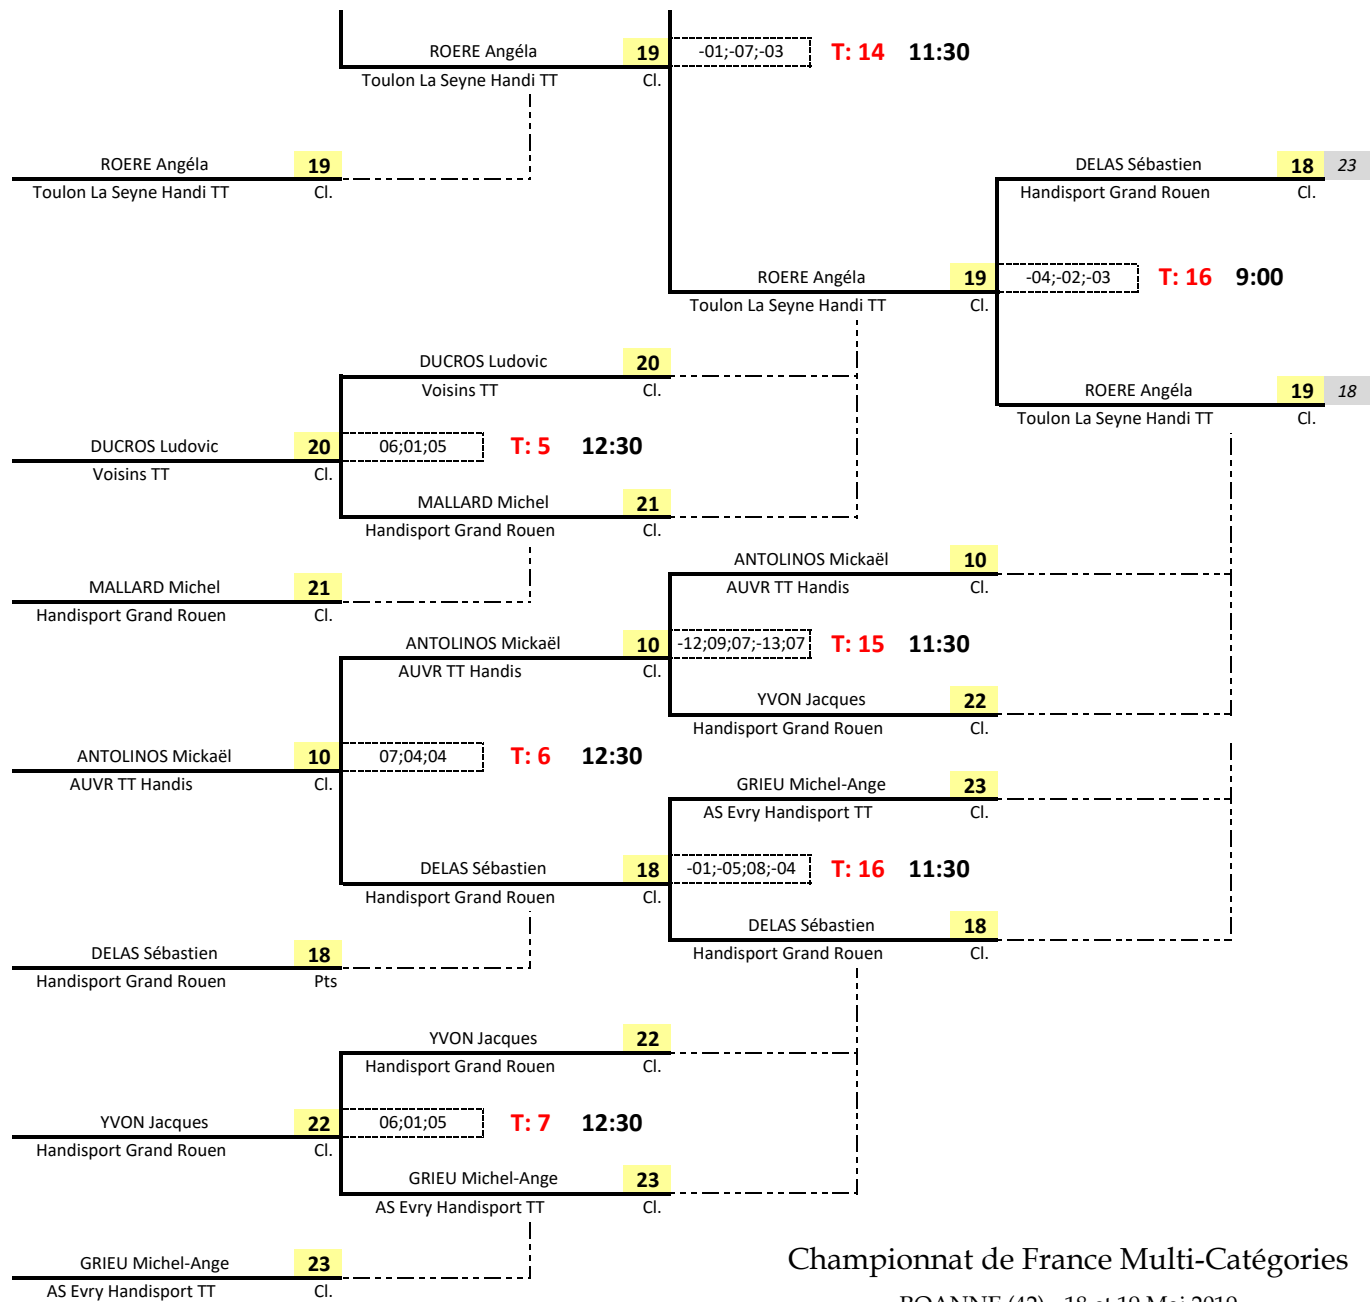 ROERE Angéla 19 -01;-07;-03 T: 14 11:30
Toulon La Seyne Handi TT Cl.
ROERE Angéla 19 DELAS Sébastien 18 23
Toulon La Seyne Handi TT Cl. Handisport Grand Rouen Cl.
ROERE Angéla 19 -04;-02;-03 T: 16 9:00
Toulon La Seyne Handi TT Cl.
DUCROS Ludovic 20
Voisins TT Cl.
ROERE Angéla 19 18
Toulon La Seyne Handi TT Cl.
DUCROS Ludovic 20 06;01;05 T: 5 12:30
Voisins TT Cl.
MALLARD Michel 21
Handisport Grand Rouen Cl.
ANTOLINOS Mickaël 10
AUVR TT Handis Cl.
MALLARD Michel 21
Handisport Grand Rouen Cl.
ANTOLINOS Mickaël 10 -12;09;07;-13;07 T: 15 11:30
AUVR TT Handis Cl.
YVON Jacques 22
Handisport Grand Rouen Cl.
ANTOLINOS Mickaël 10 07;04;04 T: 6 12:30
AUVR TT Handis Cl.
GRIEU Michel-Ange 23
AS Evry Handisport TT Cl.
DELAS Sébastien 18 -01;-05;08;-04 T: 16 11:30
Handisport Grand Rouen Cl.
DELAS Sébastien 18
Handisport Grand Rouen Cl.
DELAS Sébastien 18
Handisport Grand Rouen Pts
YVON Jacques 22
Handisport Grand Rouen Cl.
YVON Jacques 22 06;01;05 T: 7 12:30
Handisport Grand Rouen Cl.
GRIEU Michel-Ange 23
AS Evry Handisport TT Cl.
GRIEU Michel-Ange 23
AS Evry Handisport TT Cl.
Championnat de France Multi-Catégories
ROANNE (42) - 18 et 19 Mai 2019